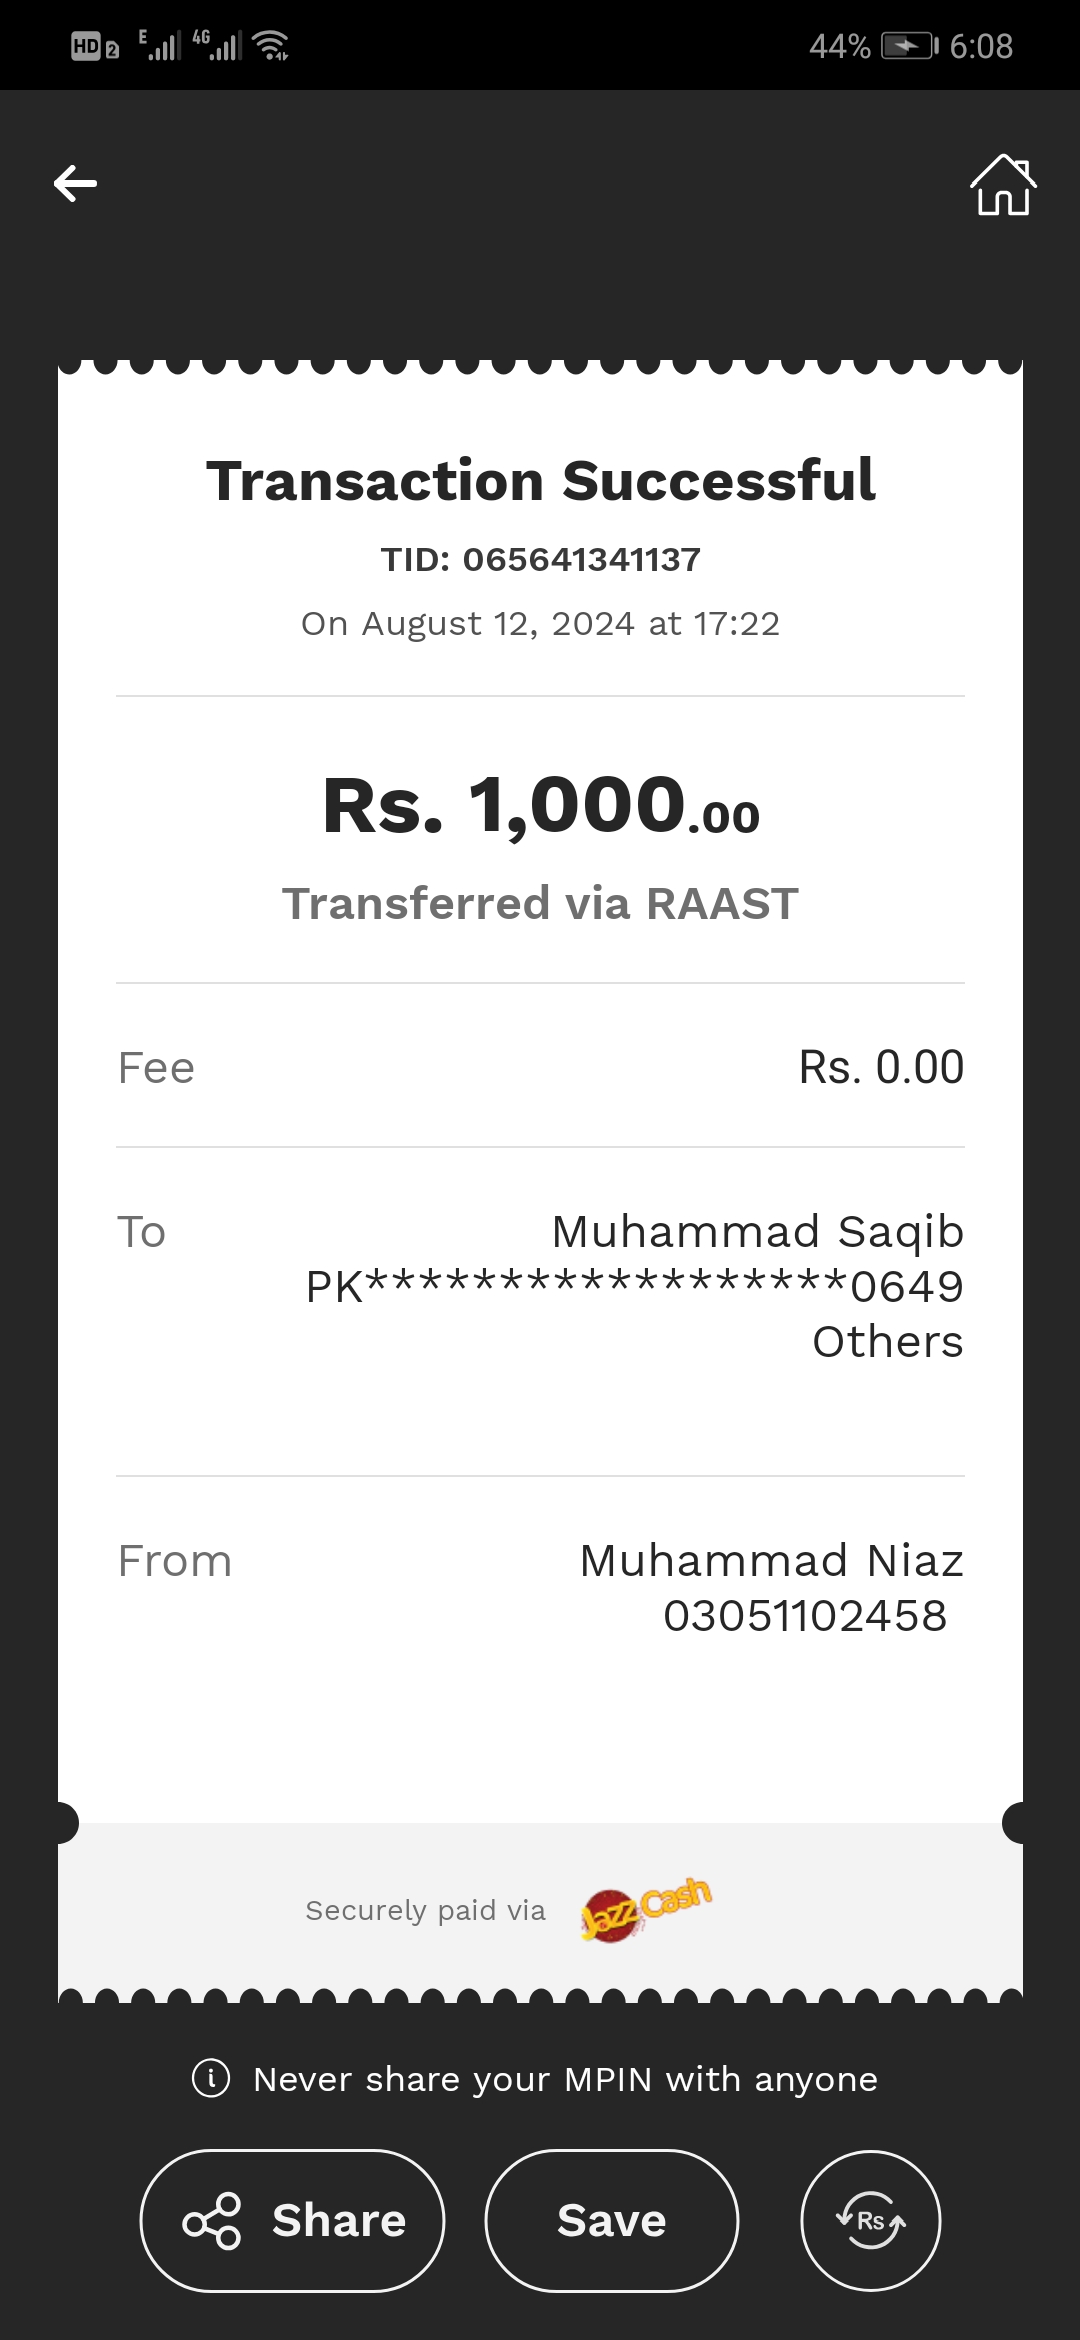 HD 2 E 4G 44% 6:08
Transaction Successful
TID: 065641341137
On August 12, 2024 at 17:22
Rs. 1,000.00
Transferred via RAAST
Fee Rs. 0.00
To Muhammad Saqib
PK******************0649
Others
From Muhammad Niaz
03051102458
Securely paid via JazzCash
Never share your MPIN with anyone
Share Save Rs